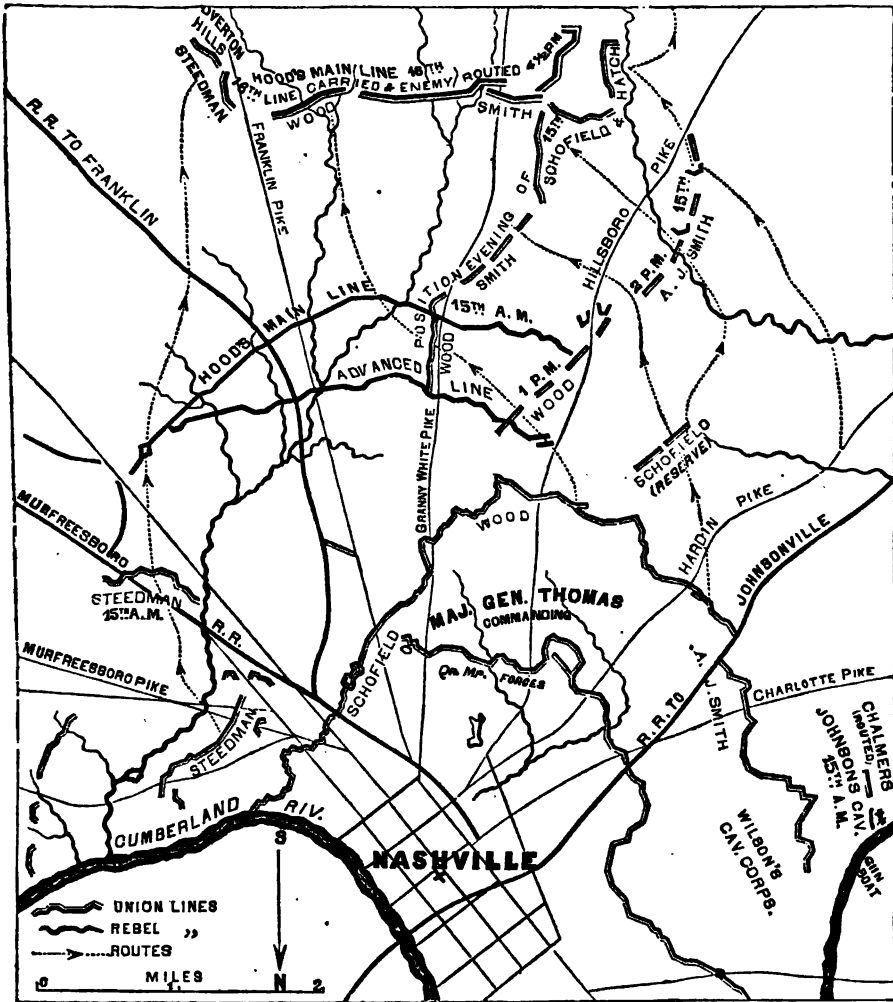 OVERTON
HILLS
STEEDMAN
HOOD'S MAIN LINE 16TH
16TH LINE CARRIED & ENEMY ROUTED 4½ PM
WOOD
SMITH
15TH
SCHOFIELD & HATCH
R.R. TO FRANKLIN
FRANKLIN PIKE
HILLSBORO PIKE
POSITION EVENING OF
SMITH
15TH
2 P.M.
A. J. SMITH
HOOD'S MAIN LINE 15TH A. M.
WOOD
ADVANCED LINE
1 P.M.
WOOD
GRANNY WHITE PIKE
SCHOFIELD
(RESERVE)
HARDIN PIKE
WOOD
MURFREESBORO R.R.
STEEDMAN
15TH A.M.
MAJ. GEN. THOMAS
COMMANDING
R.R. TO JOHNSONVILLE
MURFREESBORO PIKE
SCHOFIELD
QR. MR. FORCES
A. J. SMITH
CHARLOTTE PIKE
STEEDMAN
CHALMERS
(ROUTED)
JOHNSONS CAV.
15TH A.M.
GUN
BOAT
WILSON'S
CAV. CORPS.
CUMBERLAND RIV.
S
NASHVILLE
UNION LINES
REBEL „
ROUTES
N
MILES
0 1 2